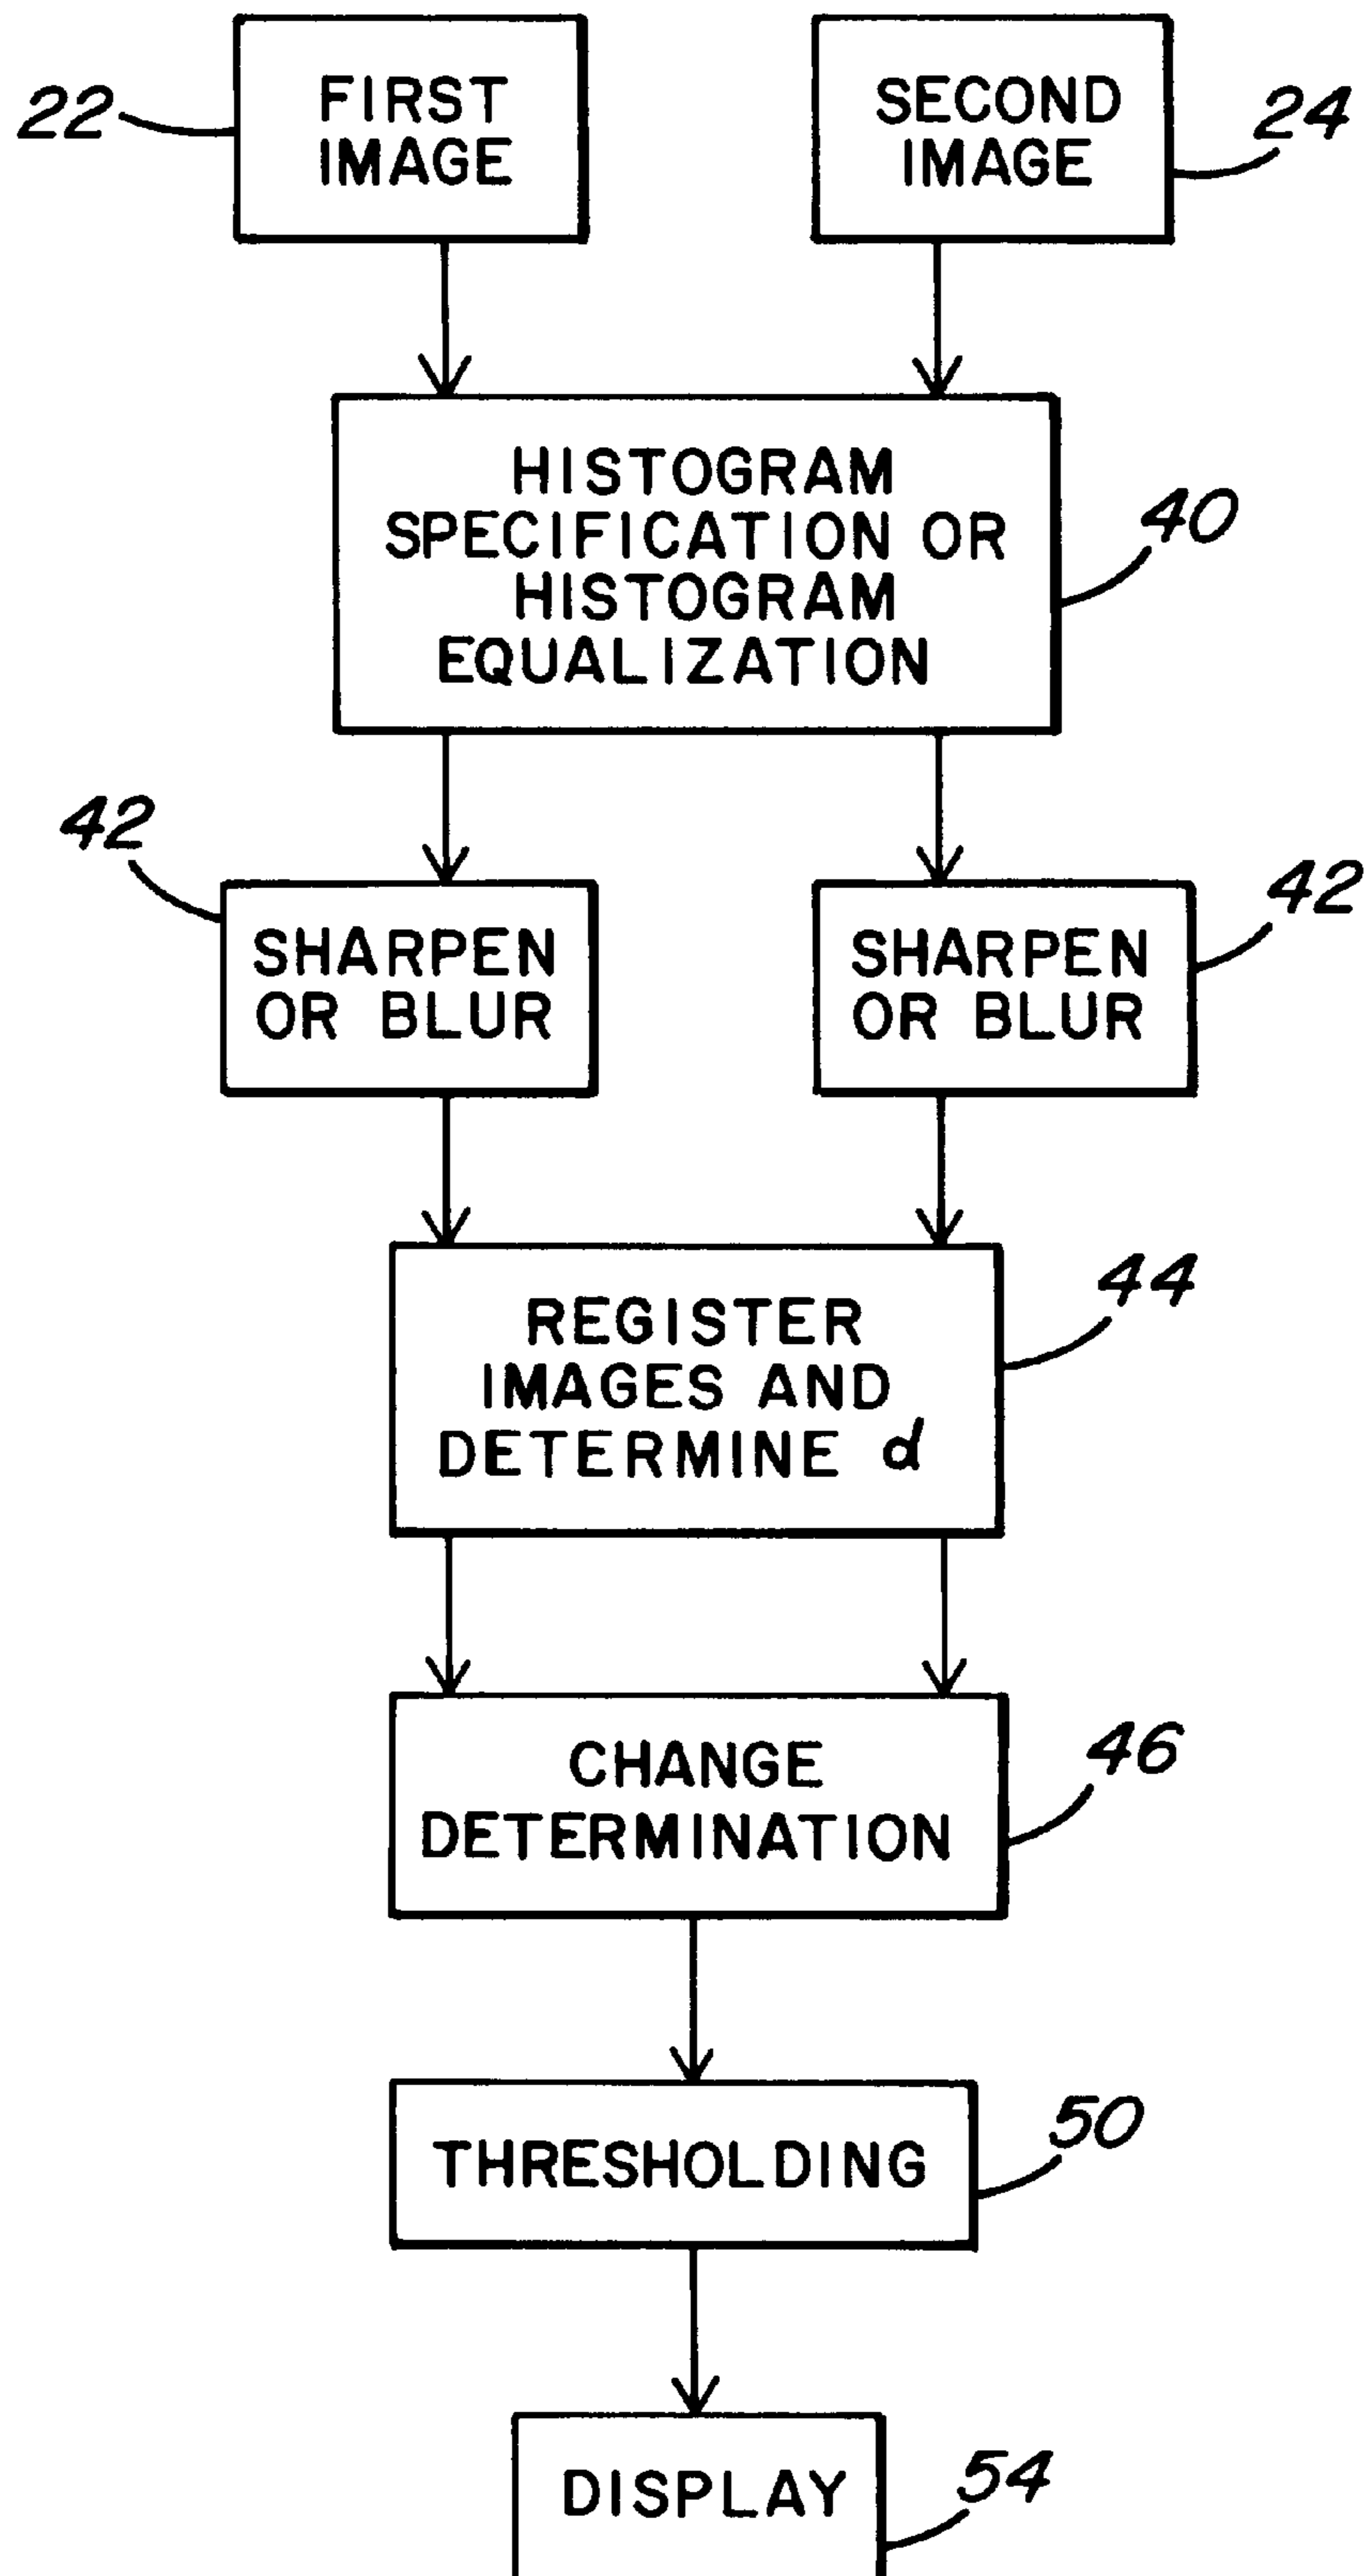 22
FIRST
IMAGE
SECOND
IMAGE
24
HISTOGRAM
SPECIFICATION OR
HISTOGRAM
EQUALIZATION
40
42
SHARPEN
OR BLUR
SHARPEN
OR BLUR
42
REGISTER
IMAGES AND
DETERMINE d
44
CHANGE
DETERMINATION
46
THRESHOLDING
50
DISPLAY
54